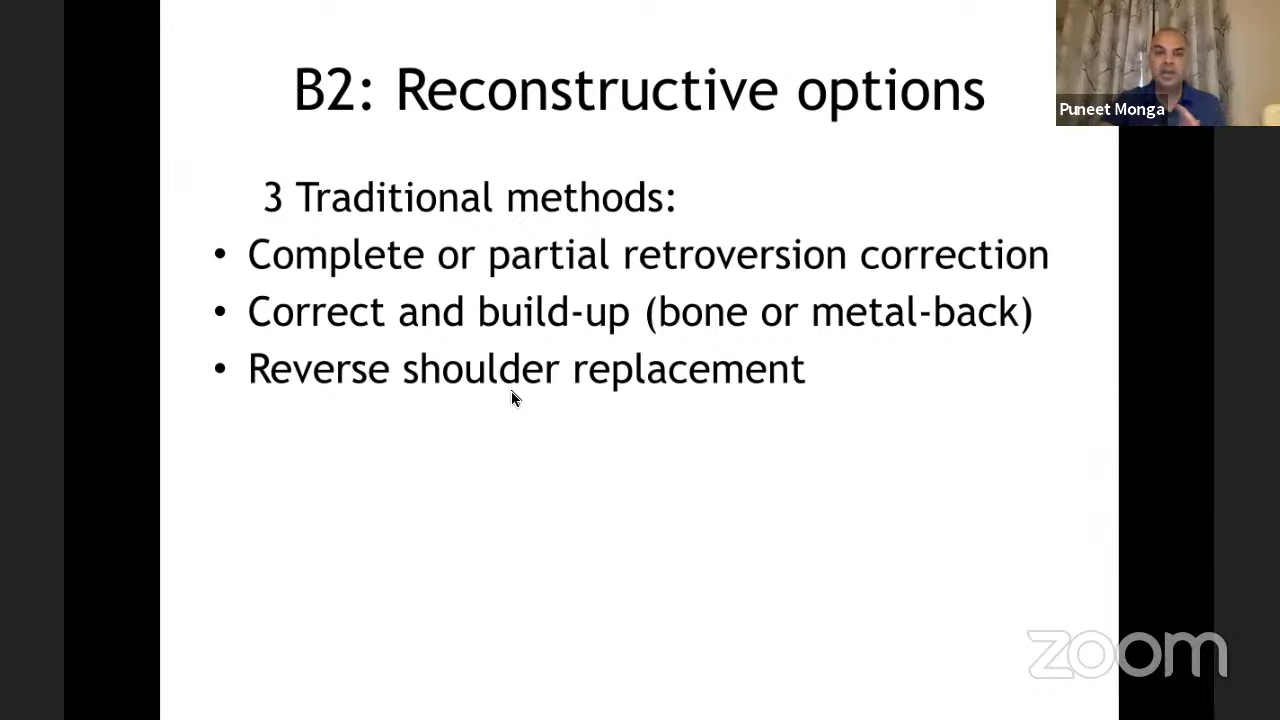 B2: Reconstructive options
Puneet Monga
3 Traditional methods:
• Complete or partial retroversion correction
• Correct and build-up (bone or metal-back)
• Reverse shoulder replacement
zoom